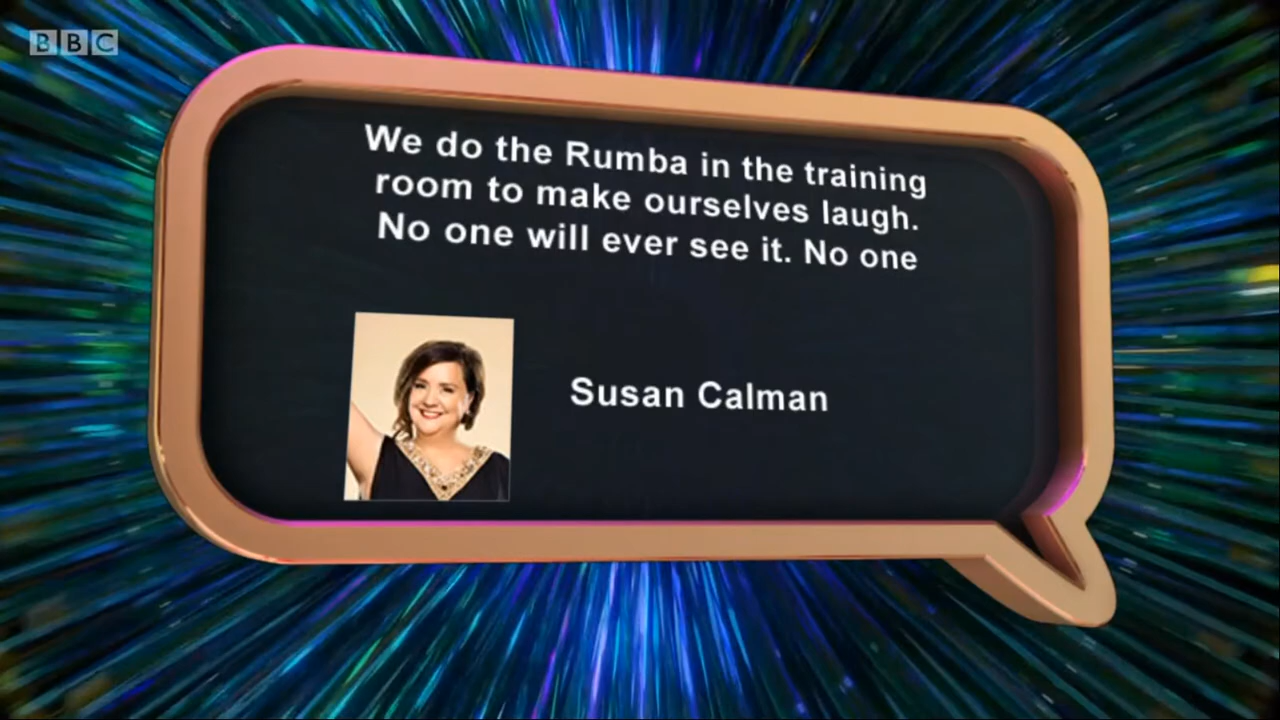 BBC
We do the Rumba in the training
room to make ourselves laugh.
No one will ever see it. No one
Susan Calman